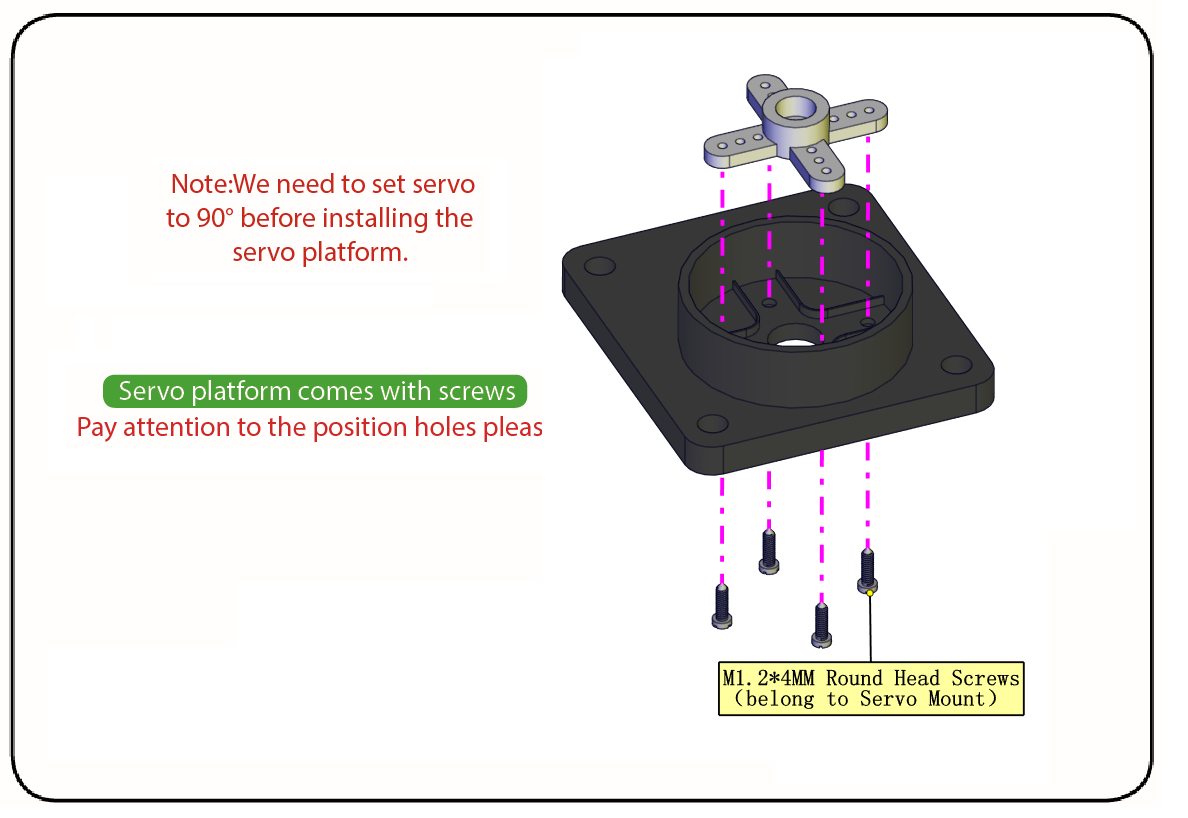 Note:We need to set servo
to 90° before installing the
servo platform.
Servo platform comes with screws
Pay attention to the position holes pleas
M1.2*4MM Round Head Screws
(belong to Servo Mount)